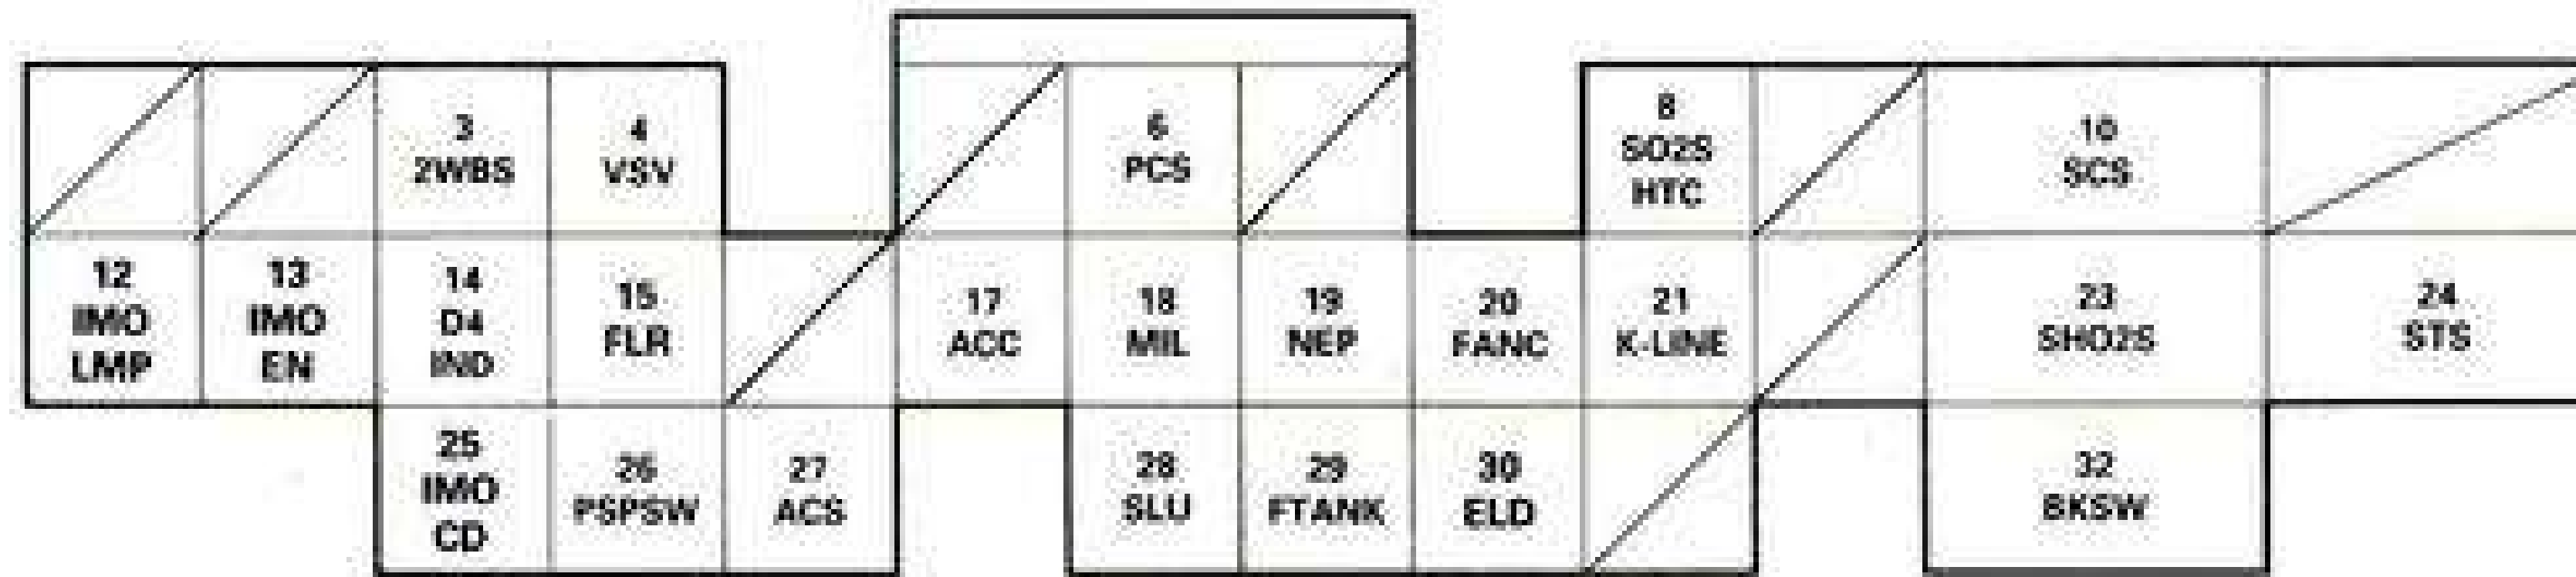 3
2WBS
4
VSV
6
PCS
8
SO2S
HTC
10
SCS
12
IMO
LMP
13
IMO
EN
14
D4
IND
15
FLR
17
ACC
18
MIL
19
NEP
20
FANC
21
K-LINE
23
SHO2S
24
STS
25
IMO
CD
26
PSPSW
27
ACS
28
SLU
29
FTANK
30
ELD
32
BKSW